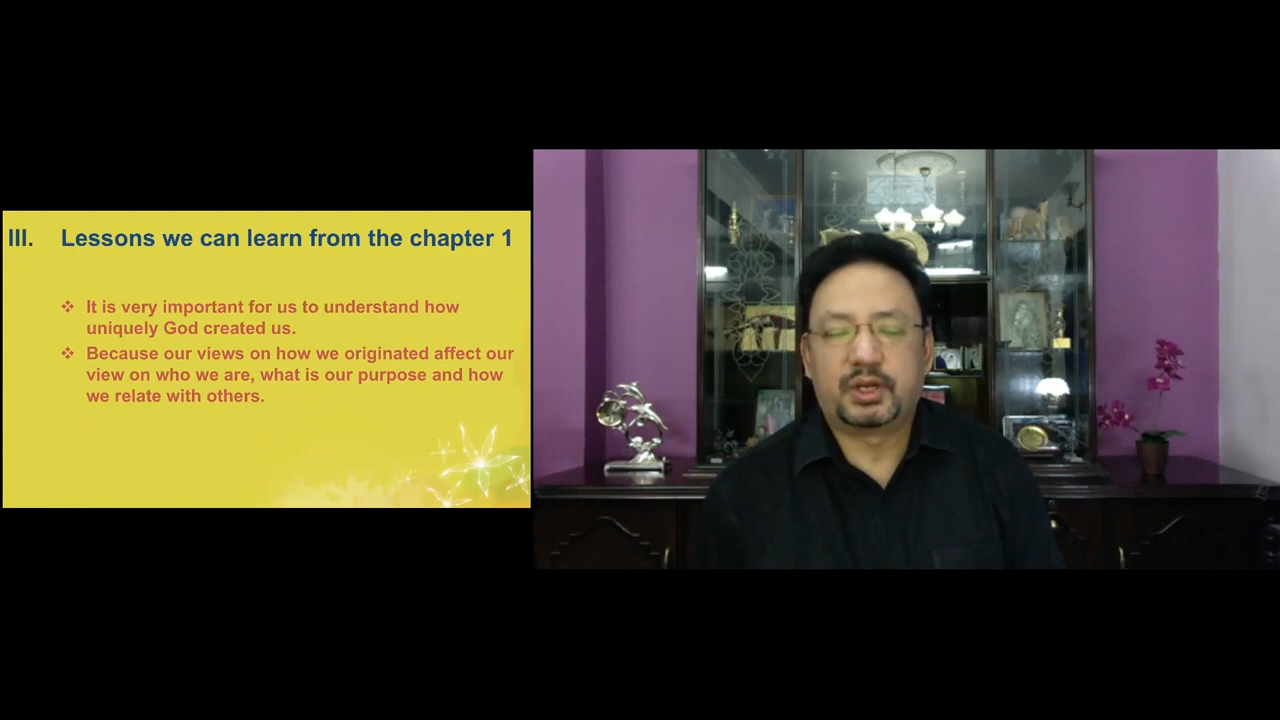 III. Lessons we can learn from the chapter 1
❖ It is very important for us to understand how
uniquely God created us.
❖ Because our views on how we originated affect our
view on who we are, what is our purpose and how
we relate with others.